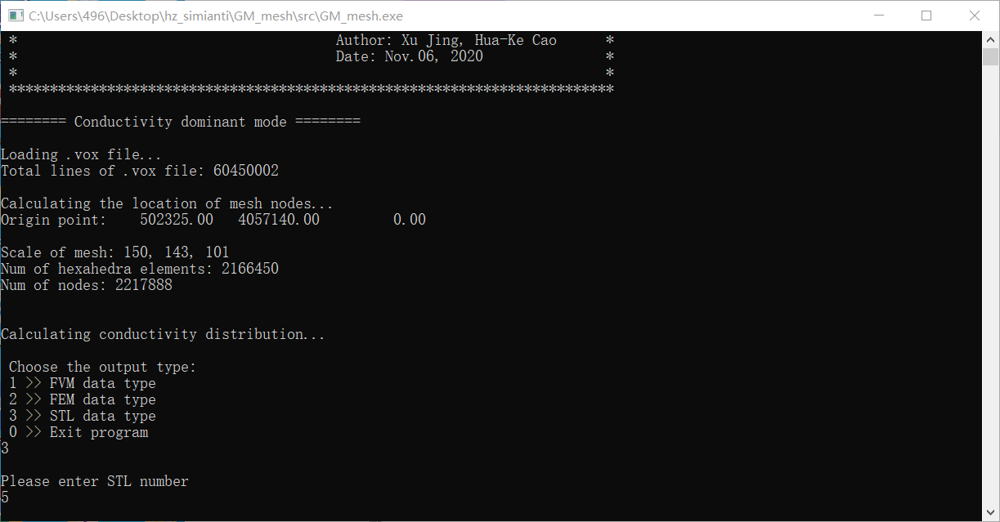 C:\Users\496\Desktop\hz_simianti\GM_mesh\src\GM_mesh.exe
* Author: Xu Jing, Hua-Ke Cao *
* Date: Nov.06, 2020 *
* *
**************************************************************************
======== Conductivity dominant mode ========
Loading .vox file...
Total lines of .vox file: 60450002
Calculating the location of mesh nodes...
Origin point: 502325.00 4057140.00 0.00
Scale of mesh: 150, 143, 101
Num of hexahedra elements: 2166450
Num of nodes: 2217888
Calculating conductivity distribution...
Choose the output type:
1 >> FVM data type
2 >> FEM data type
3 >> STL data type
0 >> Exit program
3
Please enter STL number
5